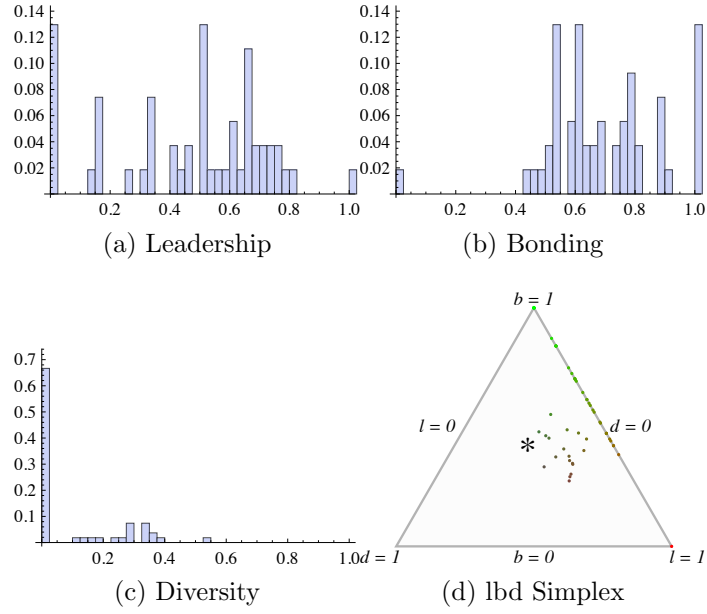 0.14
0.12
0.10
0.08
0.06
0.04
0.02
0.2 0.4 0.6 0.8 1.0
(a) Leadership
0.14
0.12
0.10
0.08
0.06
0.04
0.02
0.2 0.4 0.6 0.8 1.0
(b) Bonding
0.7
0.6
0.5
0.4
0.3
0.2
0.1
0.2 0.4 0.6 0.8 1.0
(c) Diversity
b = 1
l = 0
d = 0
*
d = 1
b = 0
l = 1
(d) lbd Simplex